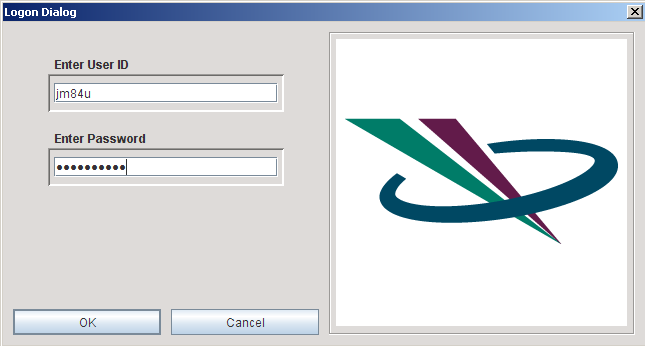 Logon Dialog
Enter User ID
jm84u
Enter Password
●●●●●●●●●●
OK
Cancel